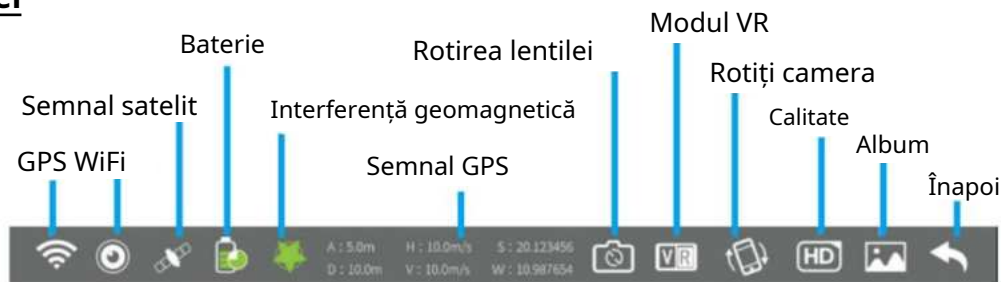 Modul VR
Baterie
Rotirea lentilei
Rotiți camera
Semnal satelit
Interferență geomagnetică
Calitate
Album
GPS WiFi
Semnal GPS
Înapoi
A : 5.0m H : 10.0m/s S : 20.123456
D : 10.0m V : 10.0m/s W : 10.987654
VR
HD